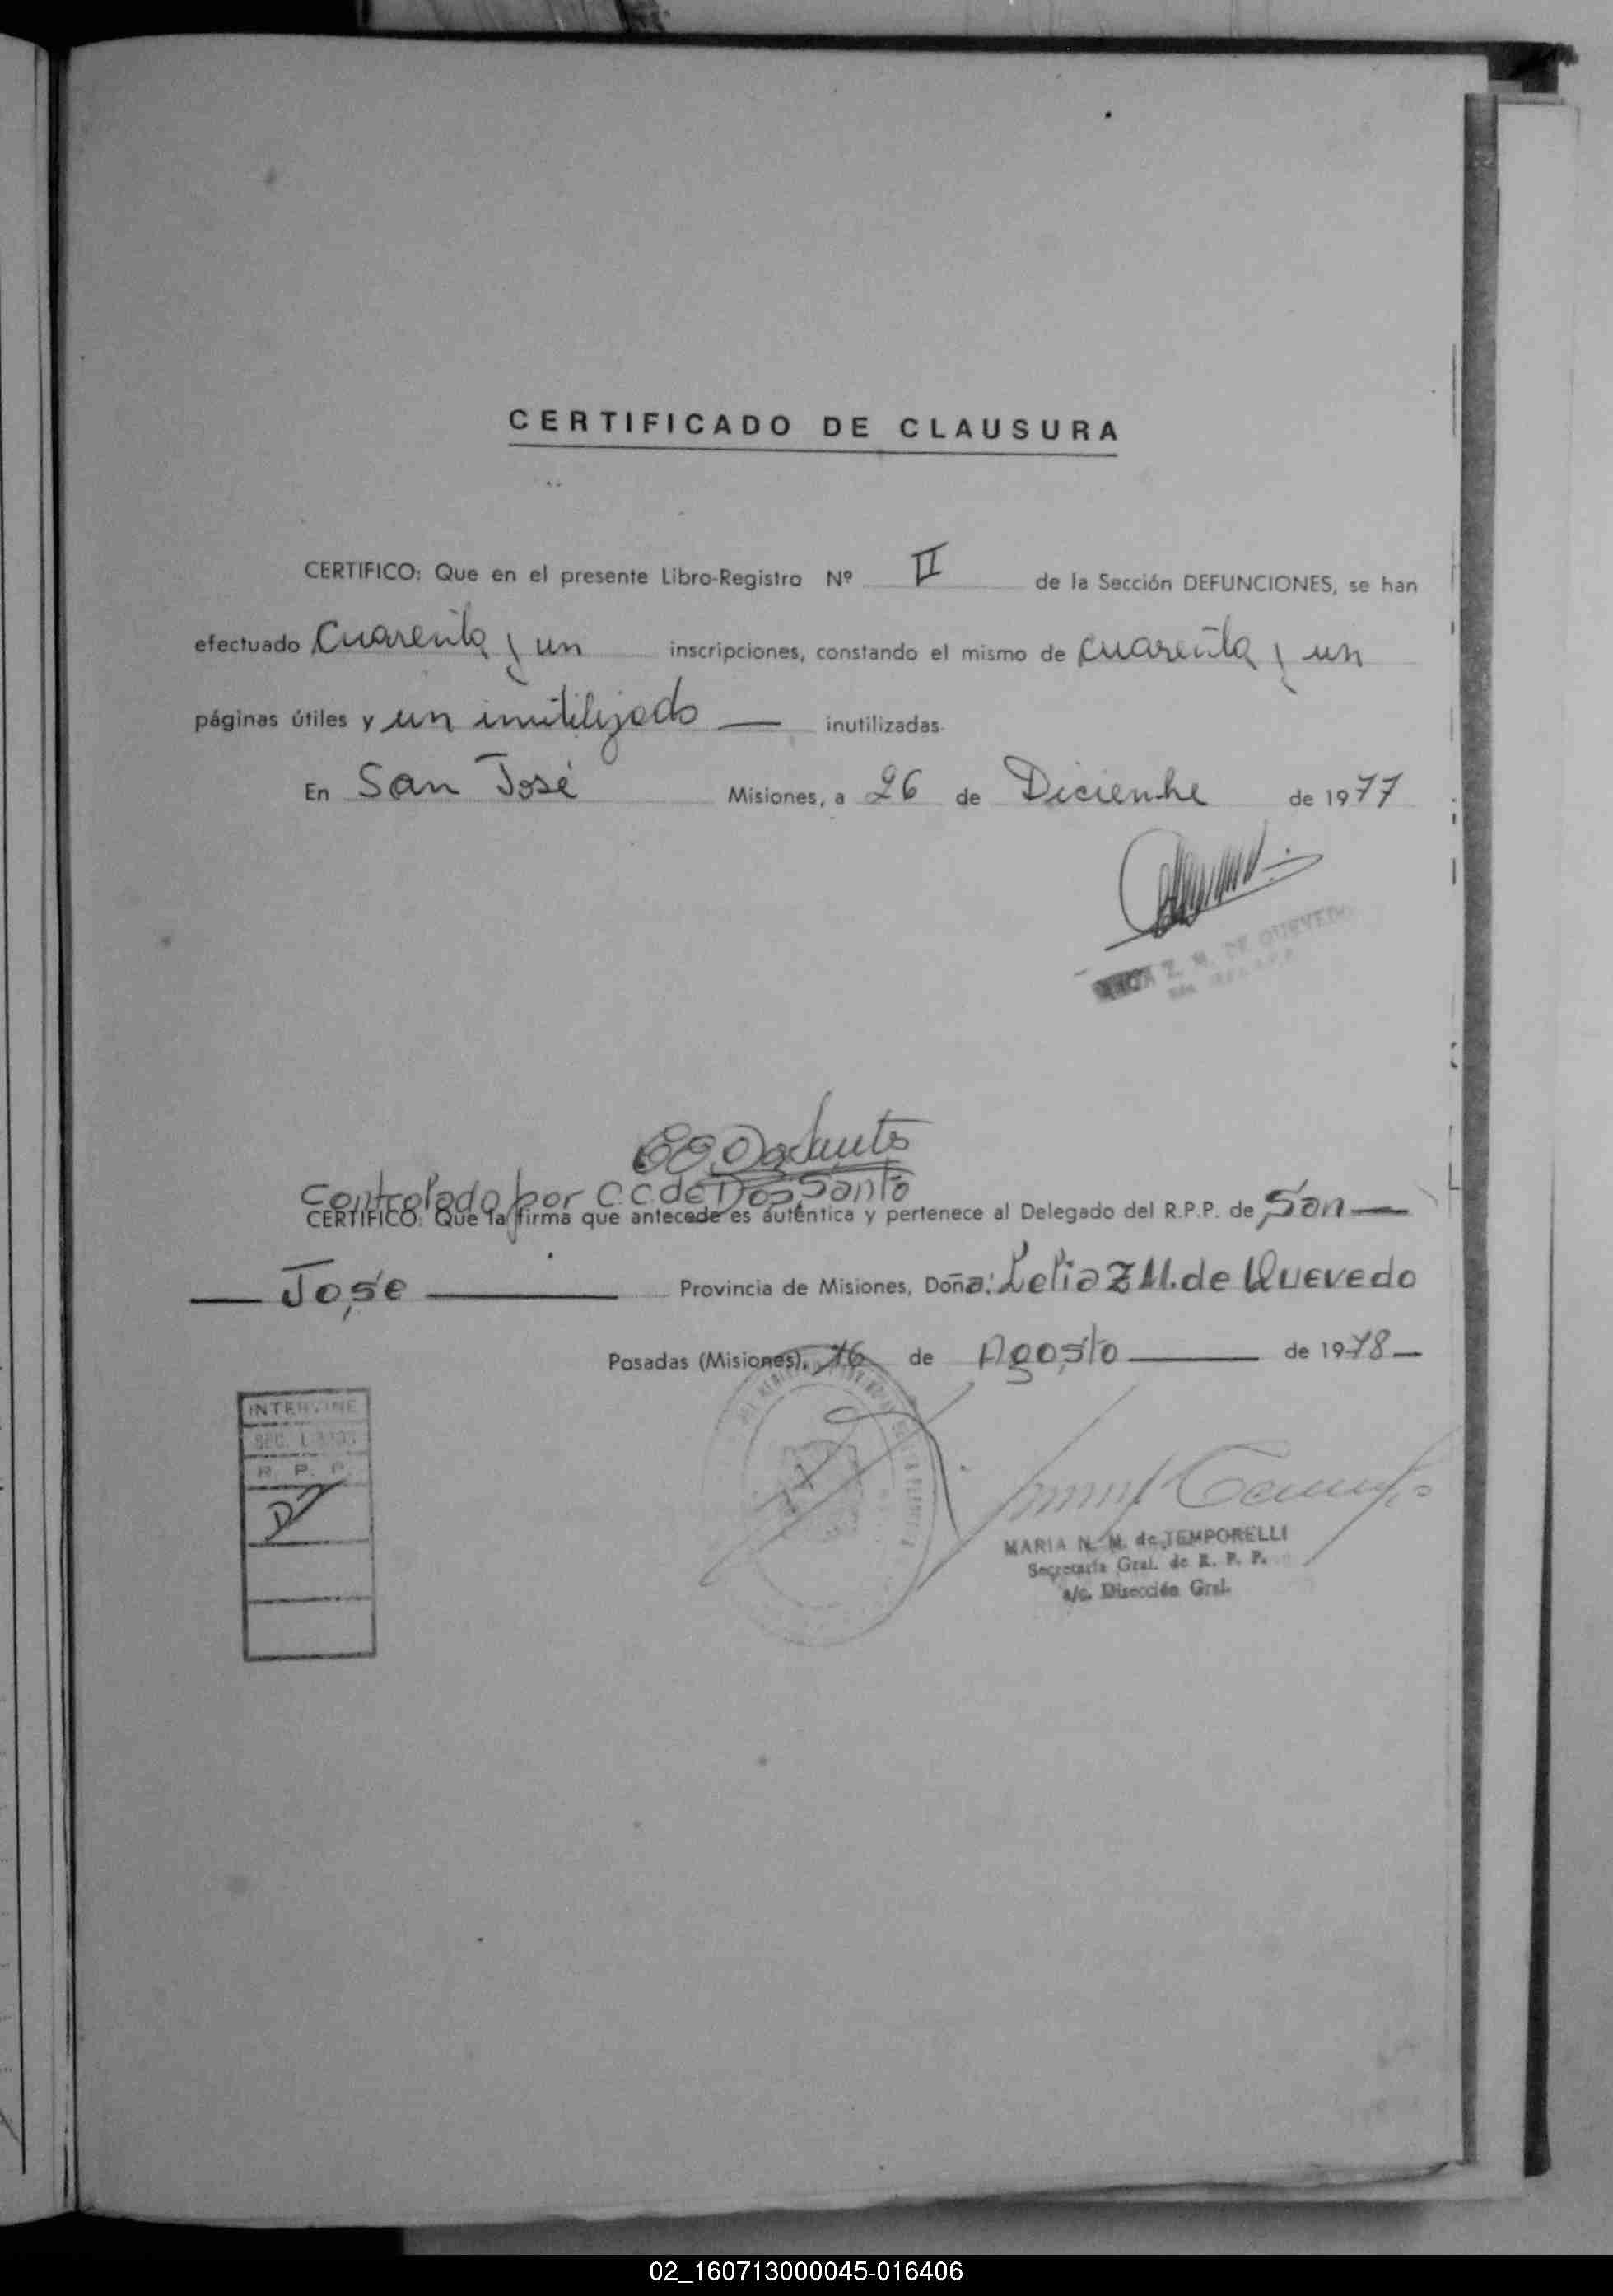 CERTIFICADO DE CLAUSURA
CERTIFICO: Que en el presente Libro-Registro Nº II de la Sección DEFUNCIONES, se han
efectuado Cuarenta y un inscripciones, constando el mismo de cuarenta y un
páginas útiles y un inutilizado — inutilizadas.
En San José Misiones, a 26 de Diciembre de 1977
Z. M. DE QUEVEDO
Controlado por C.C. de Dos Santo
CERTIFICO: Que la firma que antecede es auténtica y pertenece al Delegado del R.P.P. de San —
— José — Provincia de Misiones, Doña: Lelia Z M. de Quevedo
Posadas (Misiones), 16 de Agosto — de 1978 —
INTERVINE
SEC. LIBROS
R. P. P.
MARIA N. M. de TEMPORELLI
Secretaria Gral. de R. P. P.
a/c. Dirección Gral.
02_160713000045-016406